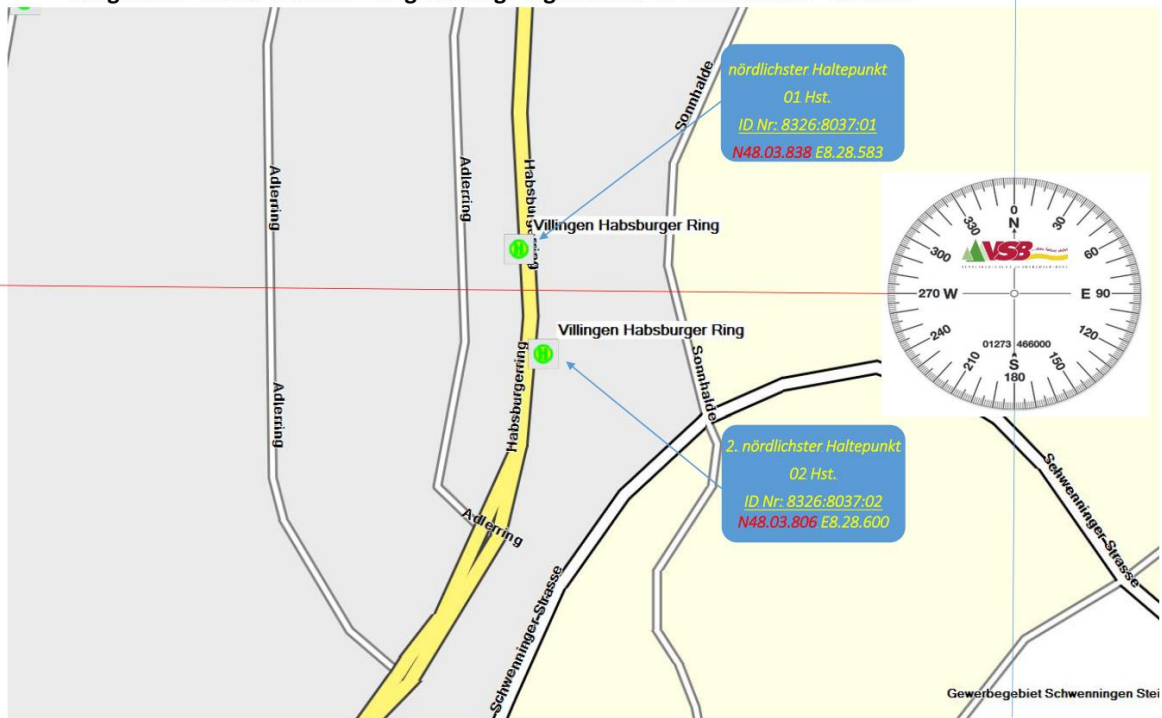 Sonnhalde
nördlichster Haltepunkt
01 Hst.
ID Nr: 8326:8037:01
N48.03.838 E8.28.583
Adlerring
Adlerring
Habsburgerring
Villingen Habsburger Ring
0
N
30
60
E 90
120
150
S
180
210
240
270 W
300
330
VSB
01273 466000
Villingen Habsburger Ring
Habsburgerring
Sonnhalde
Adlerring
2. nördlichster Haltepunkt
02 Hst.
ID Nr: 8326:8037:02
N48.03.806 E8.28.600
Adlerring
Schwenninger-Strasse
Schwenninger-Strasse
Gewerbegebiet Schwenningen Stei